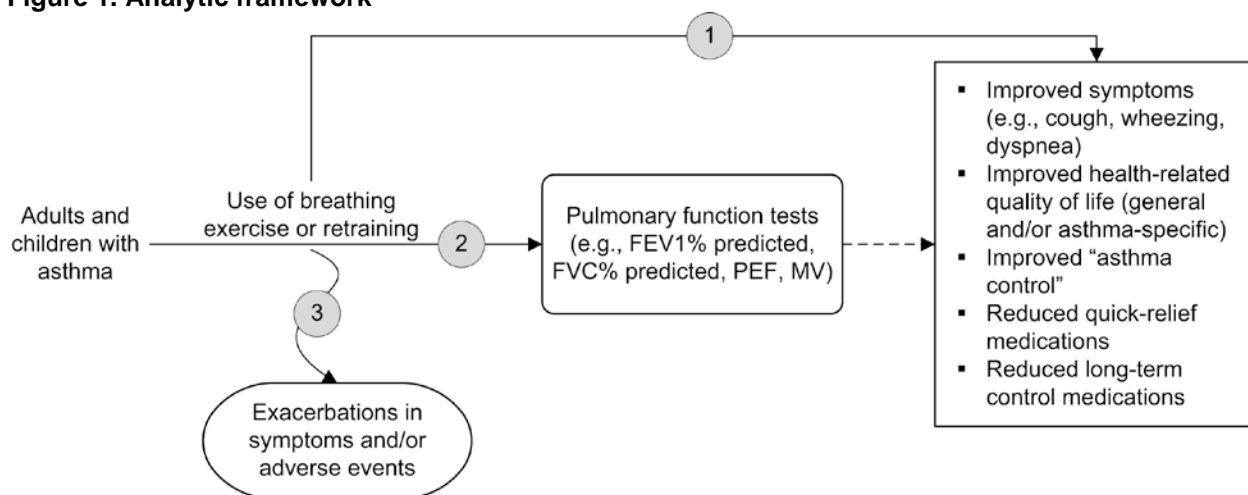 Figure 1. Analytic framework
1
Improved symptoms
(e.g., cough, wheezing,
dyspnea)
Improved health-related
quality of life (general
and/or asthma-specific)
Improved “asthma
control”
Reduced quick-relief
medications
Reduced long-term
control medications
Adults and
children with
asthma
Use of breathing
exercise or retraining
2
Pulmonary function tests
(e.g., FEV1% predicted,
FVC% predicted, PEF, MV)
3
Exacerbations in
symptoms and/or
adverse events